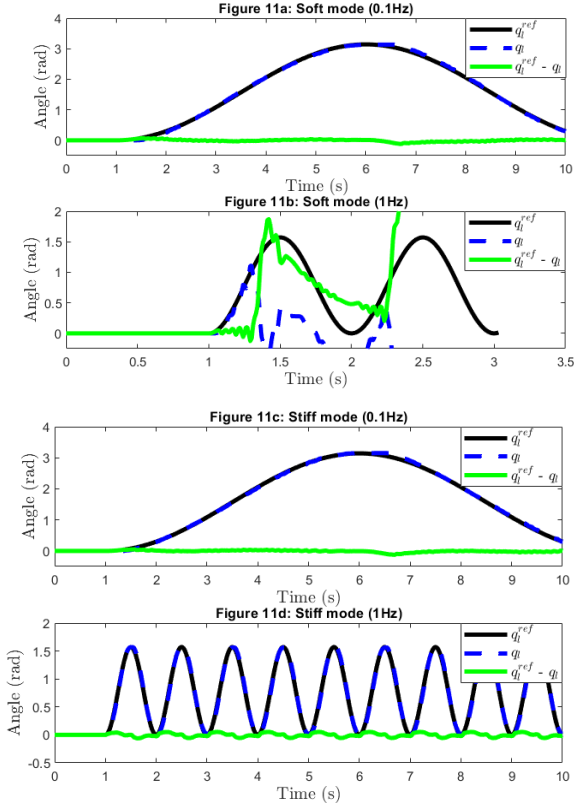 Figure 11a: Soft mode (0.1Hz)
Angle (rad)
4
3
2
1
0
q_l^{ref}
q_l
q_l^{ref} - q_l
0 1 2 3 4 5 6 7 8 9 10
Time (s)
Figure 11b: Soft mode (1Hz)
Angle (rad)
2
1.5
1
0.5
0
q_l^{ref}
q_l
q_l^{ref} - q_l
0 0.5 1 1.5 2 2.5 3 3.5
Time (s)
Figure 11c: Stiff mode (0.1Hz)
Angle (rad)
4
3
2
1
0
q_l^{ref}
q_l
q_l^{ref} - q_l
0 1 2 3 4 5 6 7 8 9 10
Time (s)
Figure 11d: Stiff mode (1Hz)
Angle (rad)
2
1.5
1
0.5
0
-0.5
q_l^{ref}
q_l
q_l^{ref} - q_l
0 1 2 3 4 5 6 7 8 9 10
Time (s)